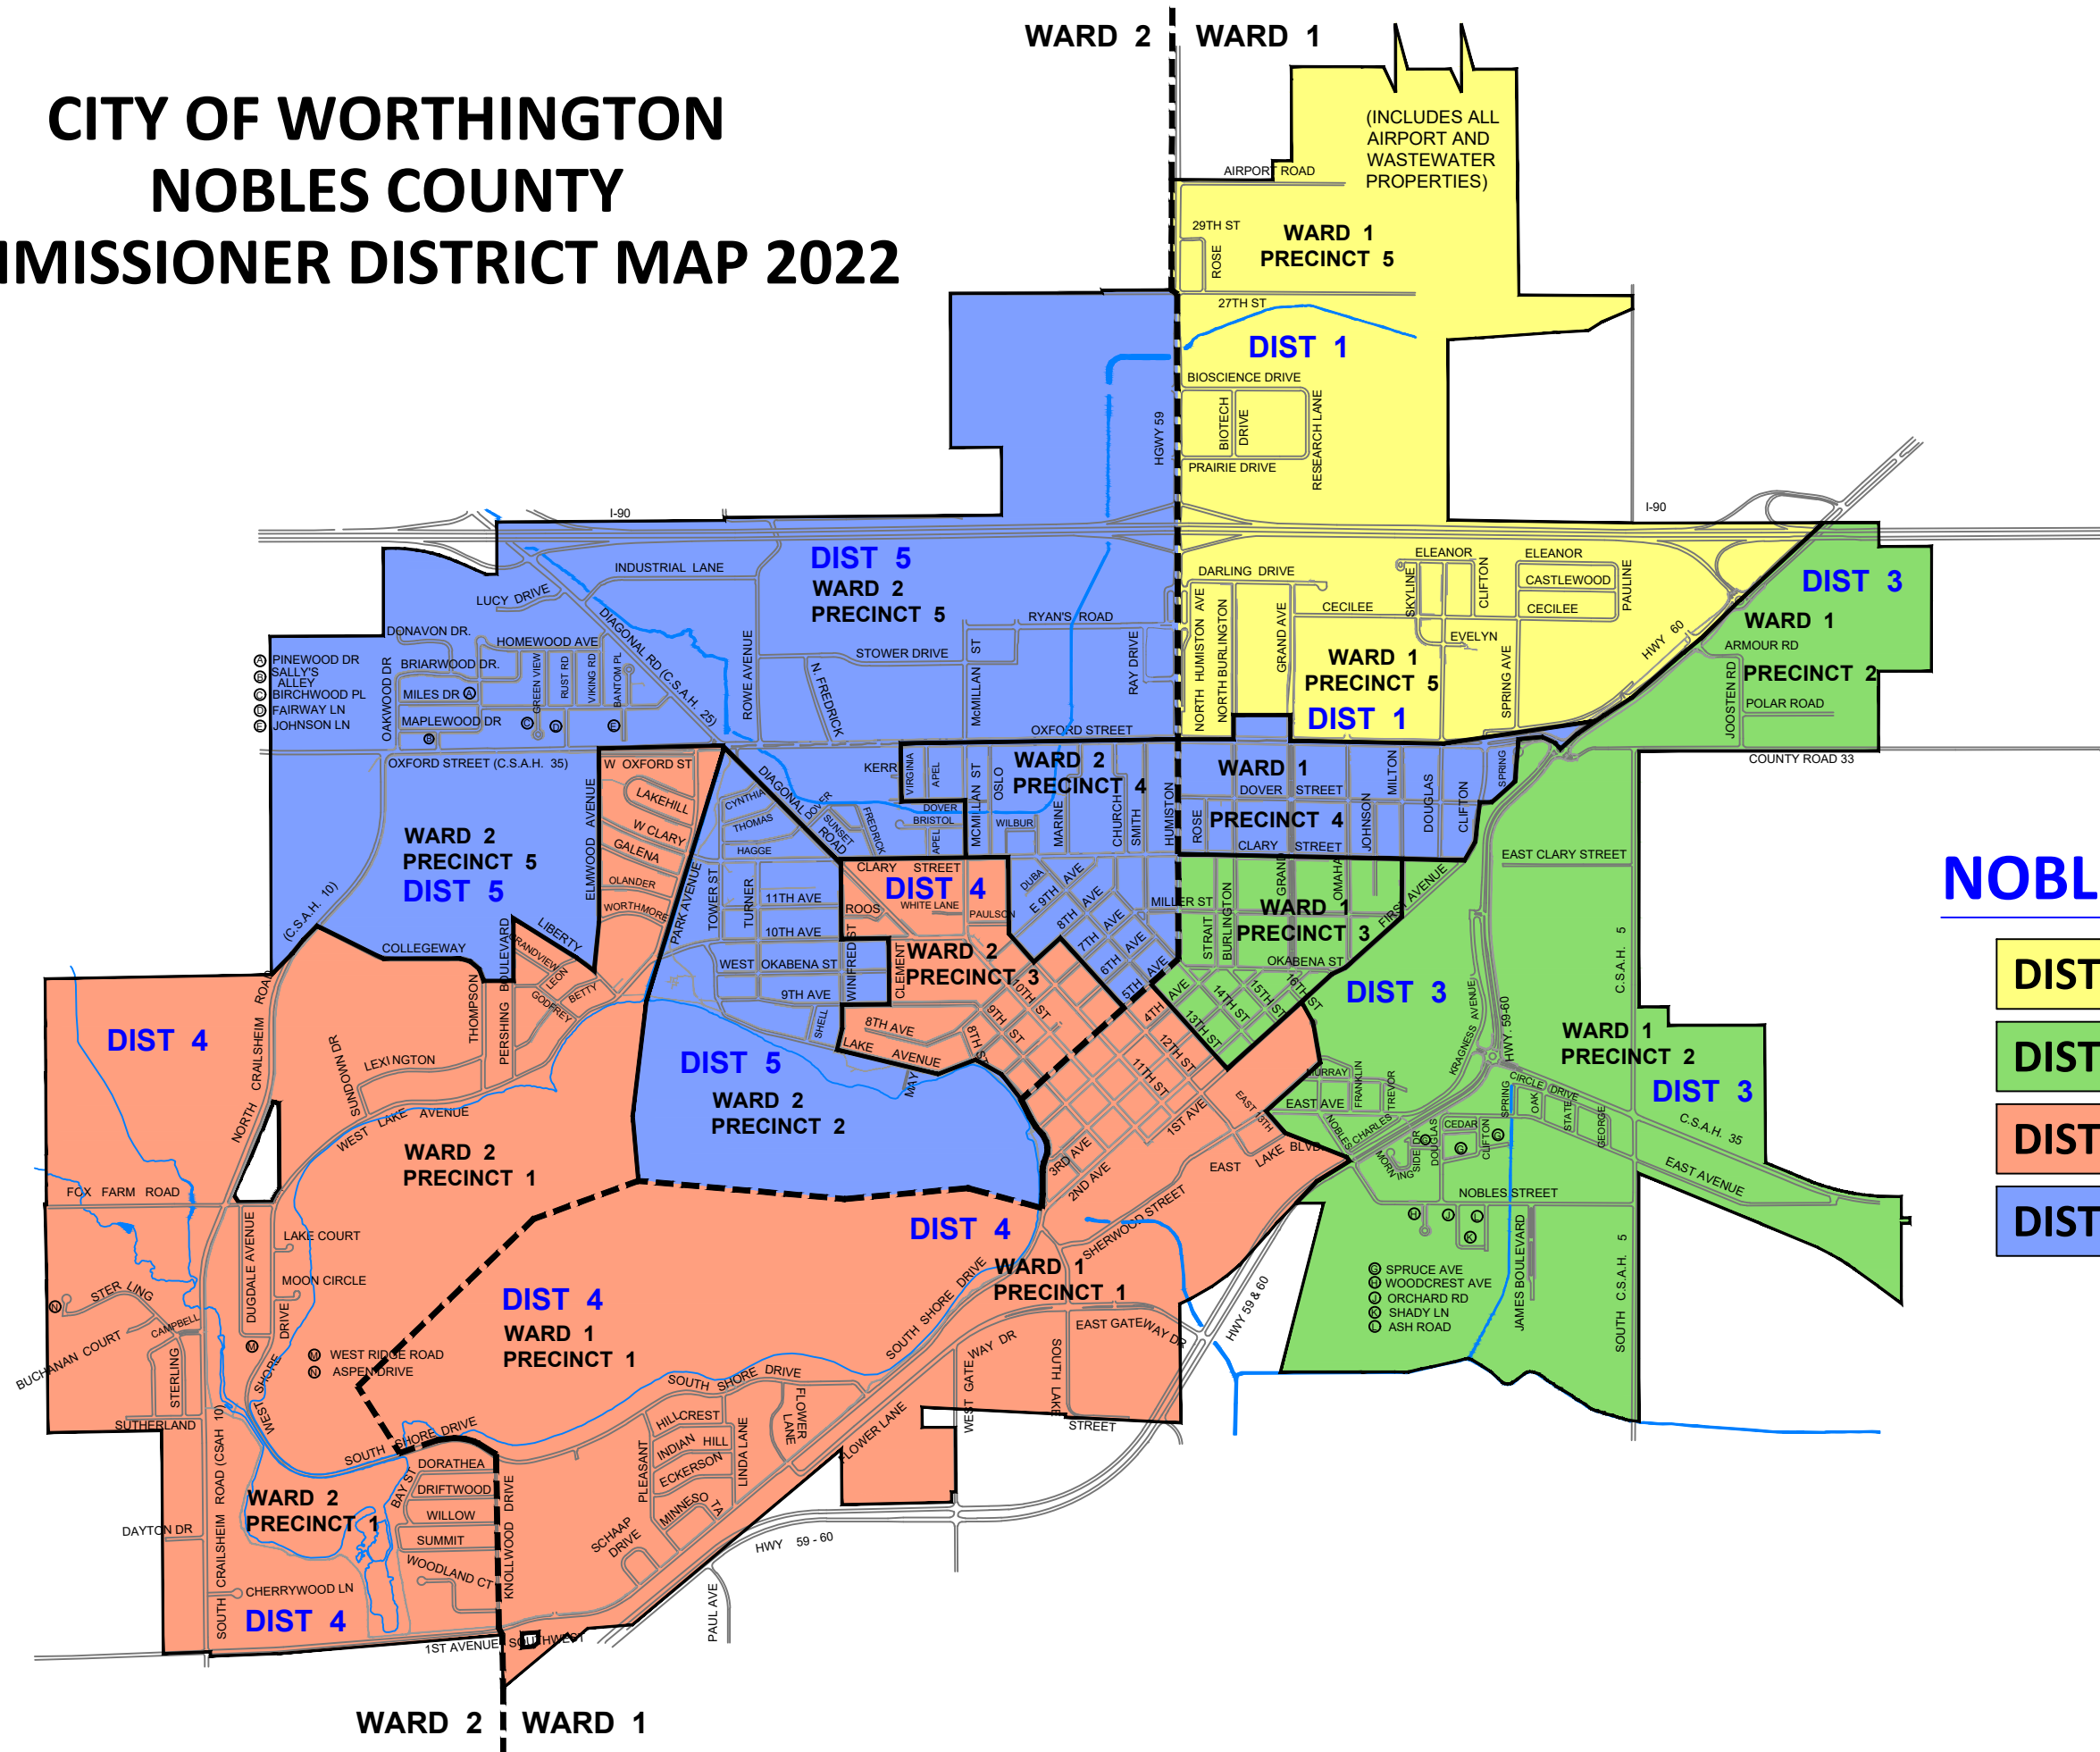 WARD 2
WARD 1
CITY OF WORTHINGTON
NOBLES COUNTY
MMISSIONER DISTRICT MAP 2022
(INCLUDES ALL
AIRPORT AND
WASTEWATER
PROPERTIES)
AIRPORT ROAD
29TH ST
ROSE
WARD 1
PRECINCT 5
27TH ST
DIST 1
BIOSCIENCE DRIVE
BIOTECH
DRIVE
RESEARCH LANE
PRAIRIE DRIVE
HGWY 59
I-90
I-90
DIST 5
WARD 2
PRECINCT 5
INDUSTRIAL LANE
LUCY DRIVE
DIAGONAL RD (C.S.A.H. 25)
DONAVON DR.
HOMEWOOD AVE
BRIARWOOD DR.
MILES DR A
MAPLEWOOD DR
OAKWOOD DR
GREEN VIEW
RUST RD
VIKING RD
BANTOM PL
A PINEWOOD DR
B SALLY'S
ALLEY
C BIRCHWOOD PL
D FAIRWAY LN
E JOHNSON LN
B
C
D
E
ROWE AVENUE
N. FREDRICK
STOWER DRIVE
RYAN'S ROAD
McMILLAN ST
RAY DRIVE
OXFORD STREET
OXFORD STREET (C.S.A.H. 35)
DARLING DRIVE
NORTH HUMISTON AVE
NORTH BURLINGTON
GRAND AVE
CECILEE
SKYLINE
ELEANOR
CLIFTON
EVELYN
ELEANOR
CASTLEWOOD
CECILEE
PAULINE
SPRING AVE
HWY 60
WARD 1
PRECINCT 5
DIST 1
DIST 3
WARD 1
ARMOUR RD
PRECINCT 2
JOOSTEN RD
POLAR ROAD
COUNTY ROAD 33
W OXFORD ST
LAKEHILL
W CLARY
GALENA
OLANDER
WORTHMORE
ELMWOOD AVENUE
PARK AVENUE
WARD 2
PRECINCT 5
DIST 5
(C.S.A.H. 10)
COLLEGEWAY
LIBERTY
GRANDVIEW
LEON
GODFREY
BETTY
THOMPSON
PERSHING BOULEVARD
CYNTHIA
THOMAS
HAGGE
TOWER ST
TURNER
11TH AVE
10TH AVE
WEST OKABENA ST
9TH AVE
SHELL
WINIFRED ST
DIAGONAL
ROAD
DOVER
SUNSET
FREDRICK
KERR
VIRGINIA
APEL
DOVER
BRISTOL
APEL
MCMILLAN ST
OSLO
WILBUR
WARD 2
PRECINCT 4
MARINE
CHURCH
SMITH
HUMISTON
WARD 1
DOVER STREET
PRECINCT 4
CLARY STREET
ROSE
JOHNSON
MILTON
DOUGLAS
CLIFTON
SPRING
CLARY STREET
DIST 4
WHITE LANE
ROOS
PAULSON
WARD 2
PRECINCT 3
CLEMENT
DUBA
E 9TH AVE
8TH AVE
7TH AVE
6TH AVE
5TH AVE
MILLER ST
STRAIT
BURLINGTON
GRAND
OMAHA
WARD 1
PRECINCT 3
FIRST AVENUE
OKABENA ST
EAST CLARY STREET
C.S.A.H. 5
NOBL
DIST
DIST
DIST
DIST
DIST 3
WARD 1
PRECINCT 2
DIST 3
KRAGNESS AVENUE
HWY. 59-60
4TH AVE
13TH ST
14TH ST
15TH ST
16TH ST
12TH ST
11TH ST
10TH ST
9TH ST
8TH ST
8TH AVE
LAKE AVENUE
MAY
3RD AVE
2ND AVE
1ST AVE
EAST 13TH
EAST LAKE BLVD.
SHERWOOD STREET
MURRAY
EAST AVE
FRANKLIN
TREVOR
NOBLES
CHARLES
MORNINGSIDE DR
DOUGLAS
CEDAR
CLIFTON
SPRING
OAK
STATE
GEORGE
CIRCLE DRIVE
C.S.A.H. 35
EAST AVENUE
NOBLES STREET
G
G
G
H
J
L
K
G SPRUCE AVE
H WOODCREST AVE
J ORCHARD RD
K SHADY LN
L ASH ROAD
JAMES BOULEVARD
SOUTH C.S.A.H. 5
DIST 4
NORTH CRAILSHEIM ROAD
SUNDOWN DR
LEXINGTON
WEST LAKE AVENUE
WARD 2
PRECINCT 1
DIST 5
WARD 2
PRECINCT 2
FOX FARM ROAD
DUGDALE AVENUE
LAKE COURT
MOON CIRCLE
WEST SHORE DRIVE
STERLING
N
CAMPBELL
BUCHANAN COURT
STERLING
SUTHERLAND
M
M WEST RIDGE ROAD
N ASPEN DRIVE
DIST 4
WARD 1
PRECINCT 1
DIST 4
WARD 1
PRECINCT 1
SOUTH SHORE DRIVE
EAST GATEWAY DR
WEST GATE
WAY DR
SOUTH LAKE
STREET
HWY 59 & 60
SOUTH SHORE DRIVE
HILLCREST
INDIAN HILL
ECKERSON
MINNESOTA
PLEASANT
LINDA LANE
FLOWER
LANE
FLOWER LANE
SCHAAP
DRIVE
HWY 59 - 60
PAUL AVE
SOUTH SHORE DRIVE
DORATHEA
DRIFTWOOD
WILLOW
SUMMIT
WOODLAND CT
BAY ST
KNOLLWOOD DRIVE
WARD 2
PRECINCT 1
DAYTON DR
SOUTH CRAILSHEIM ROAD (CSAH 10)
CHERRYWOOD LN
DIST 4
1ST AVENUE SOUTHWEST
WARD 2
WARD 1